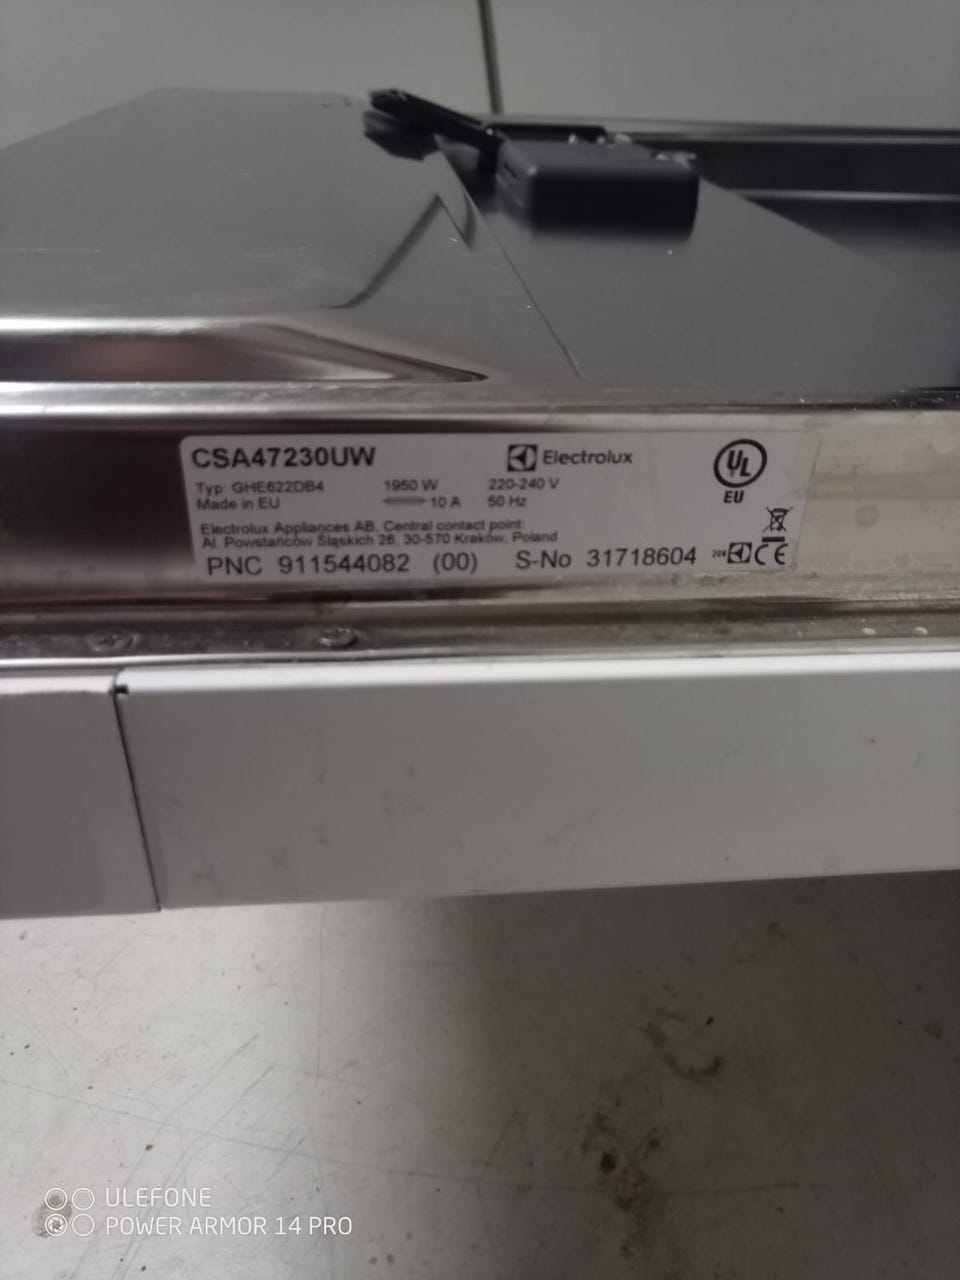 CSA47230UW
Electrolux
UL
EU
Typ: GHE622DB4 1950 W 220-240 V
Made in EU 10 A 50 Hz
Electrolux Appliances AB, Central contact point:
Al. Powstańców Śląskich 26, 30-570 Kraków, Poland
PNC 911544082 (00) S-No 31718604 CE
ULEFONE
POWER ARMOR 14 PRO